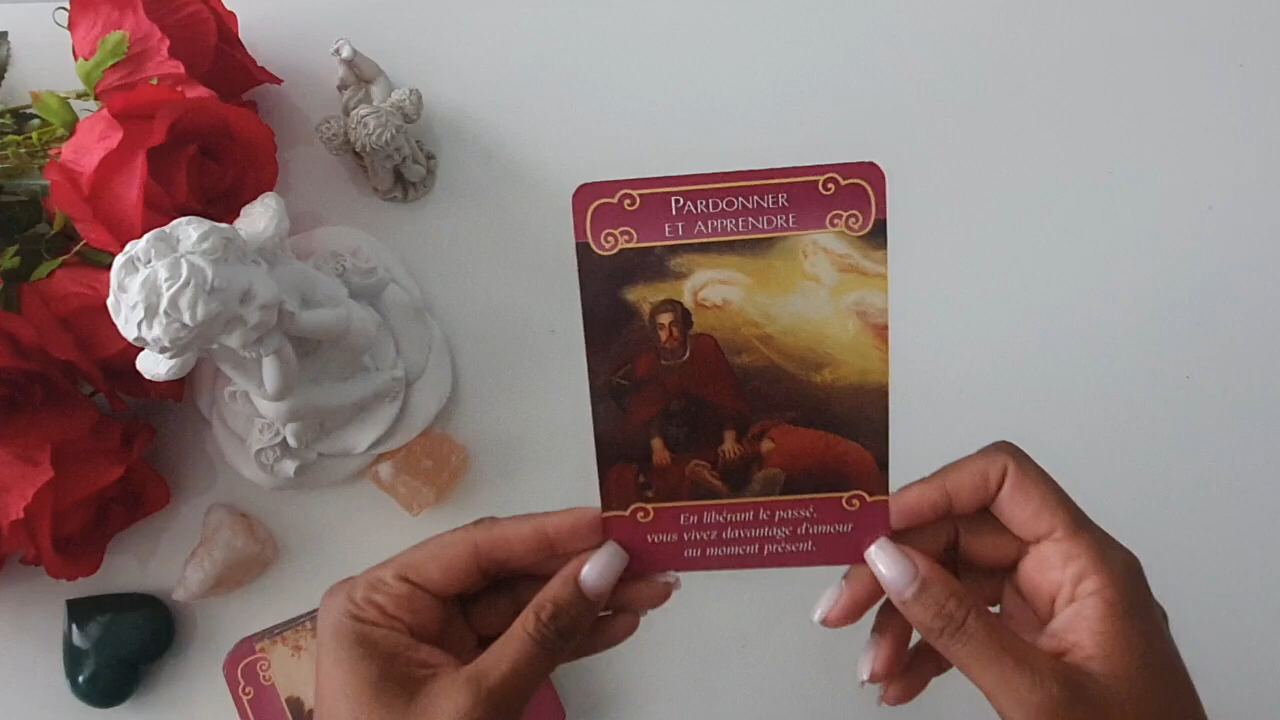 PARDONNER
ET APPRENDRE
En libérant le passé,
vous vivez davantage d'amour
au moment présent.